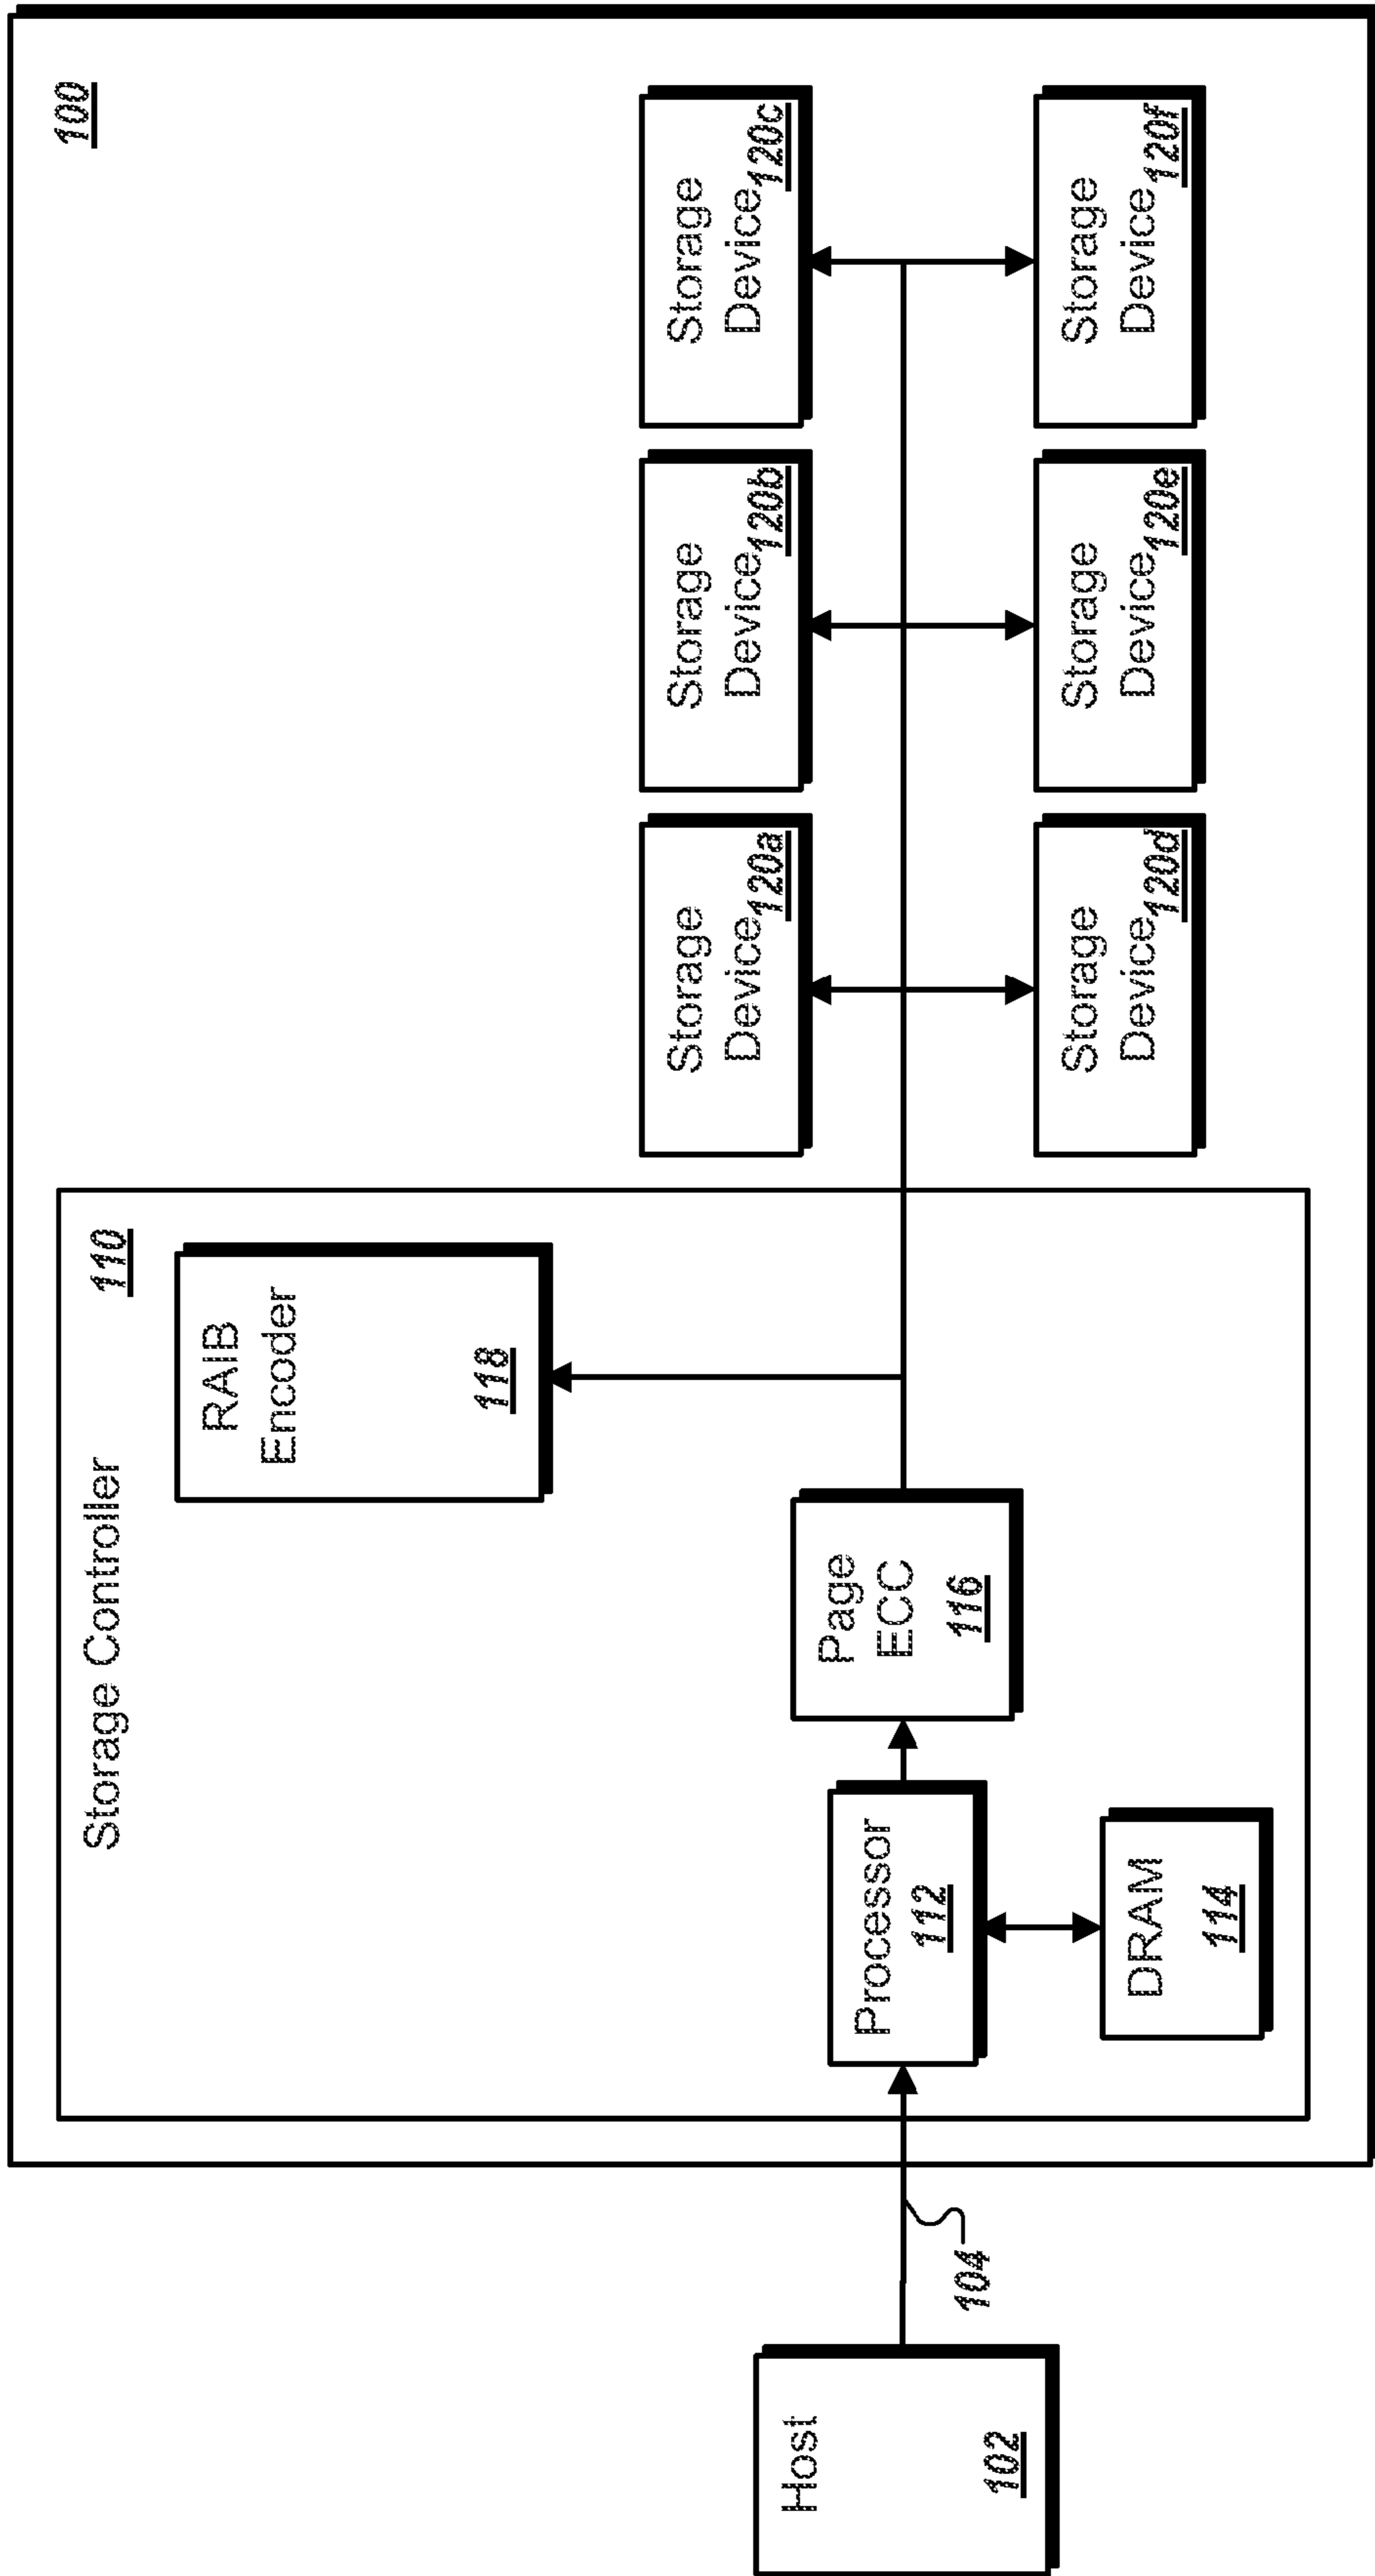 100
Storage Controller
110
RAIB
Encoder
118
Storage
Device
120a
Storage
Device
120b
Storage
Device
120c
Host
102
104
Processor
112
Page
ECC
116
DRAM
114
Storage
Device
120d
Storage
Device
120e
Storage
Device
120f